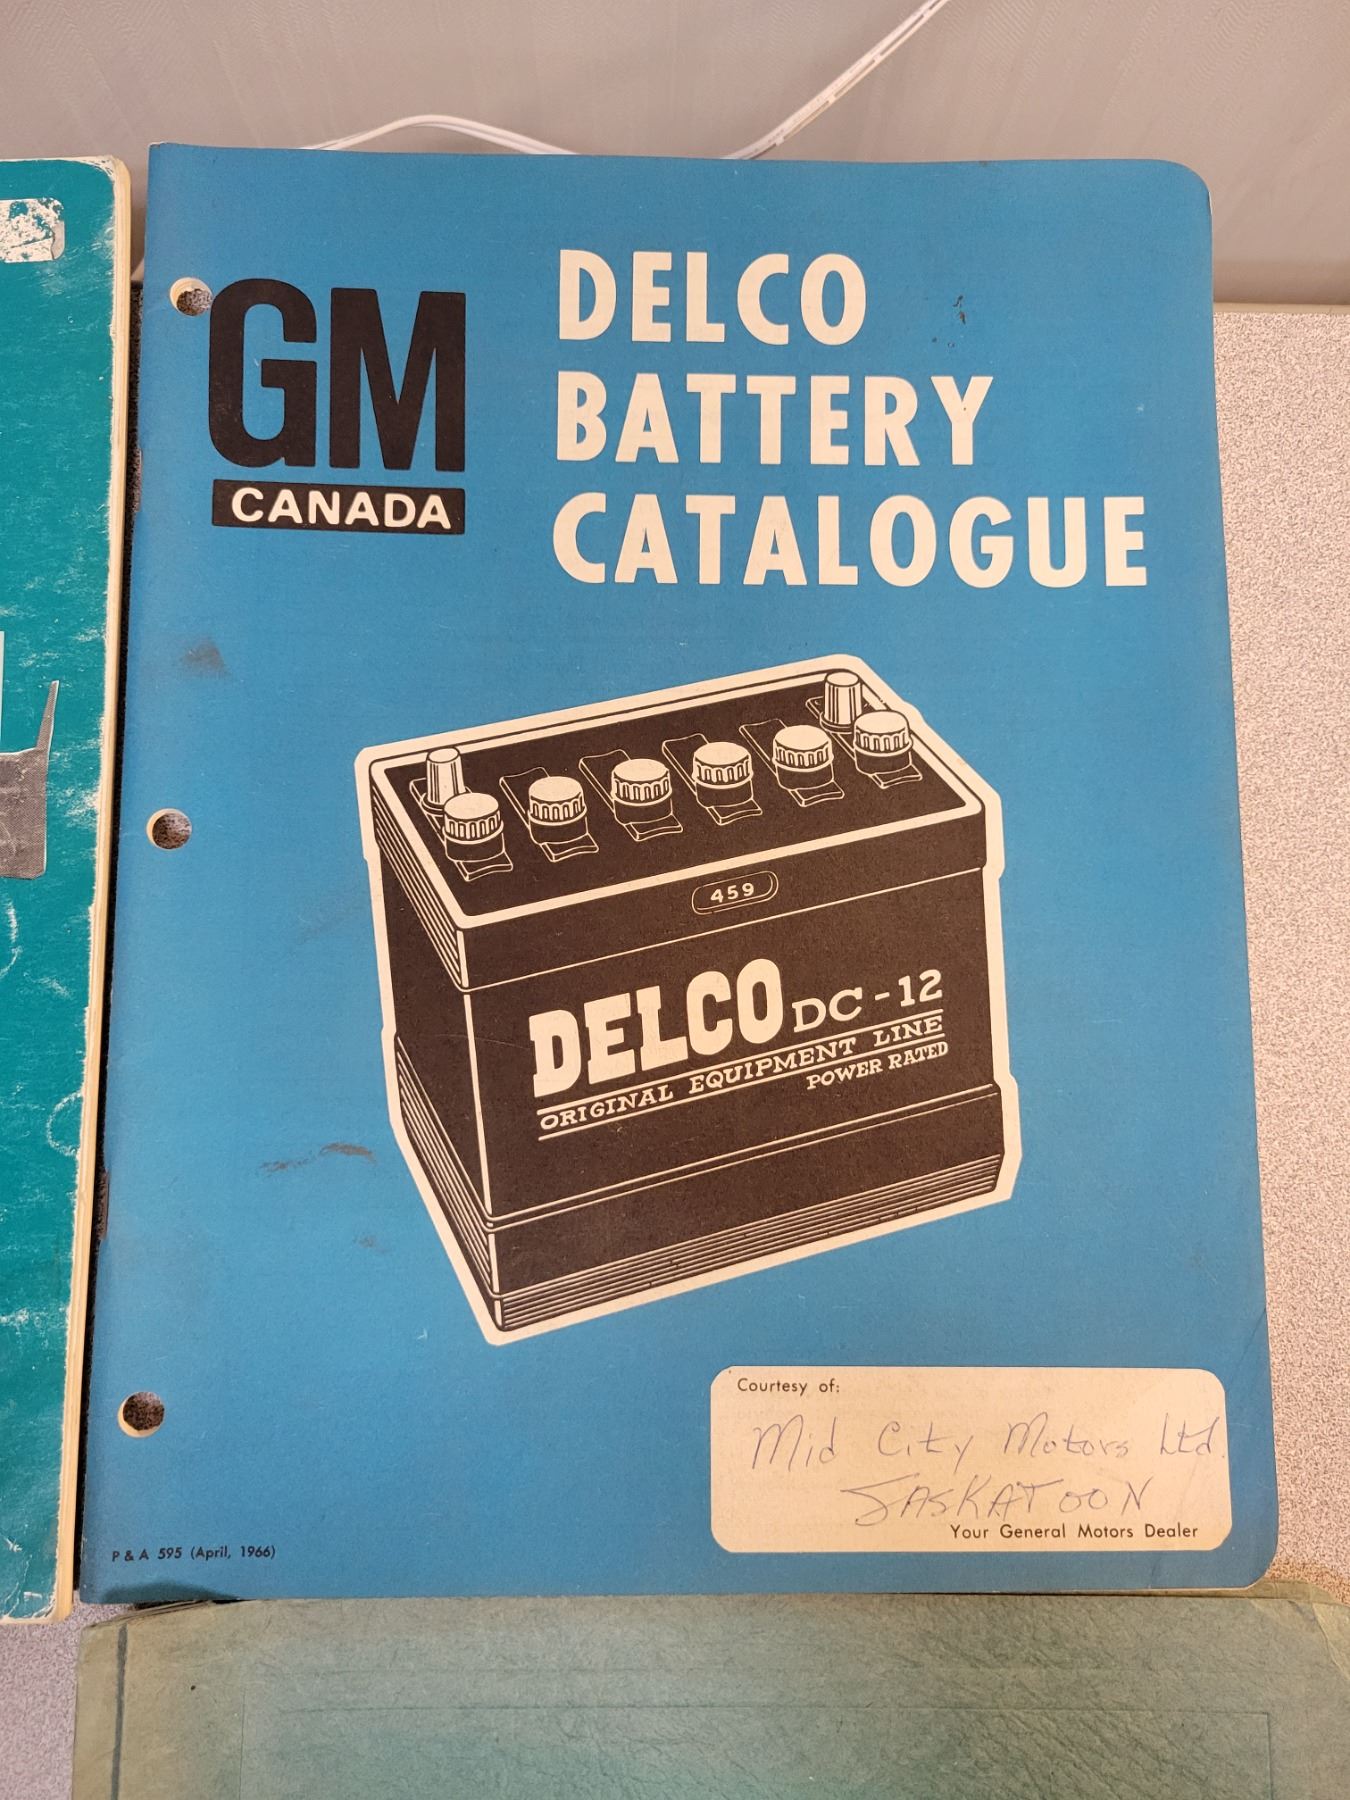 GM
CANADA
DELCO
BATTERY
CATALOGUE
459
DELCO DC-12
ORIGINAL EQUIPMENT LINE
POWER RATED
Courtesy of:
Mid City Motors Ltd.
SASKATOON
Your General Motors Dealer
P & A 595 (April, 1966)